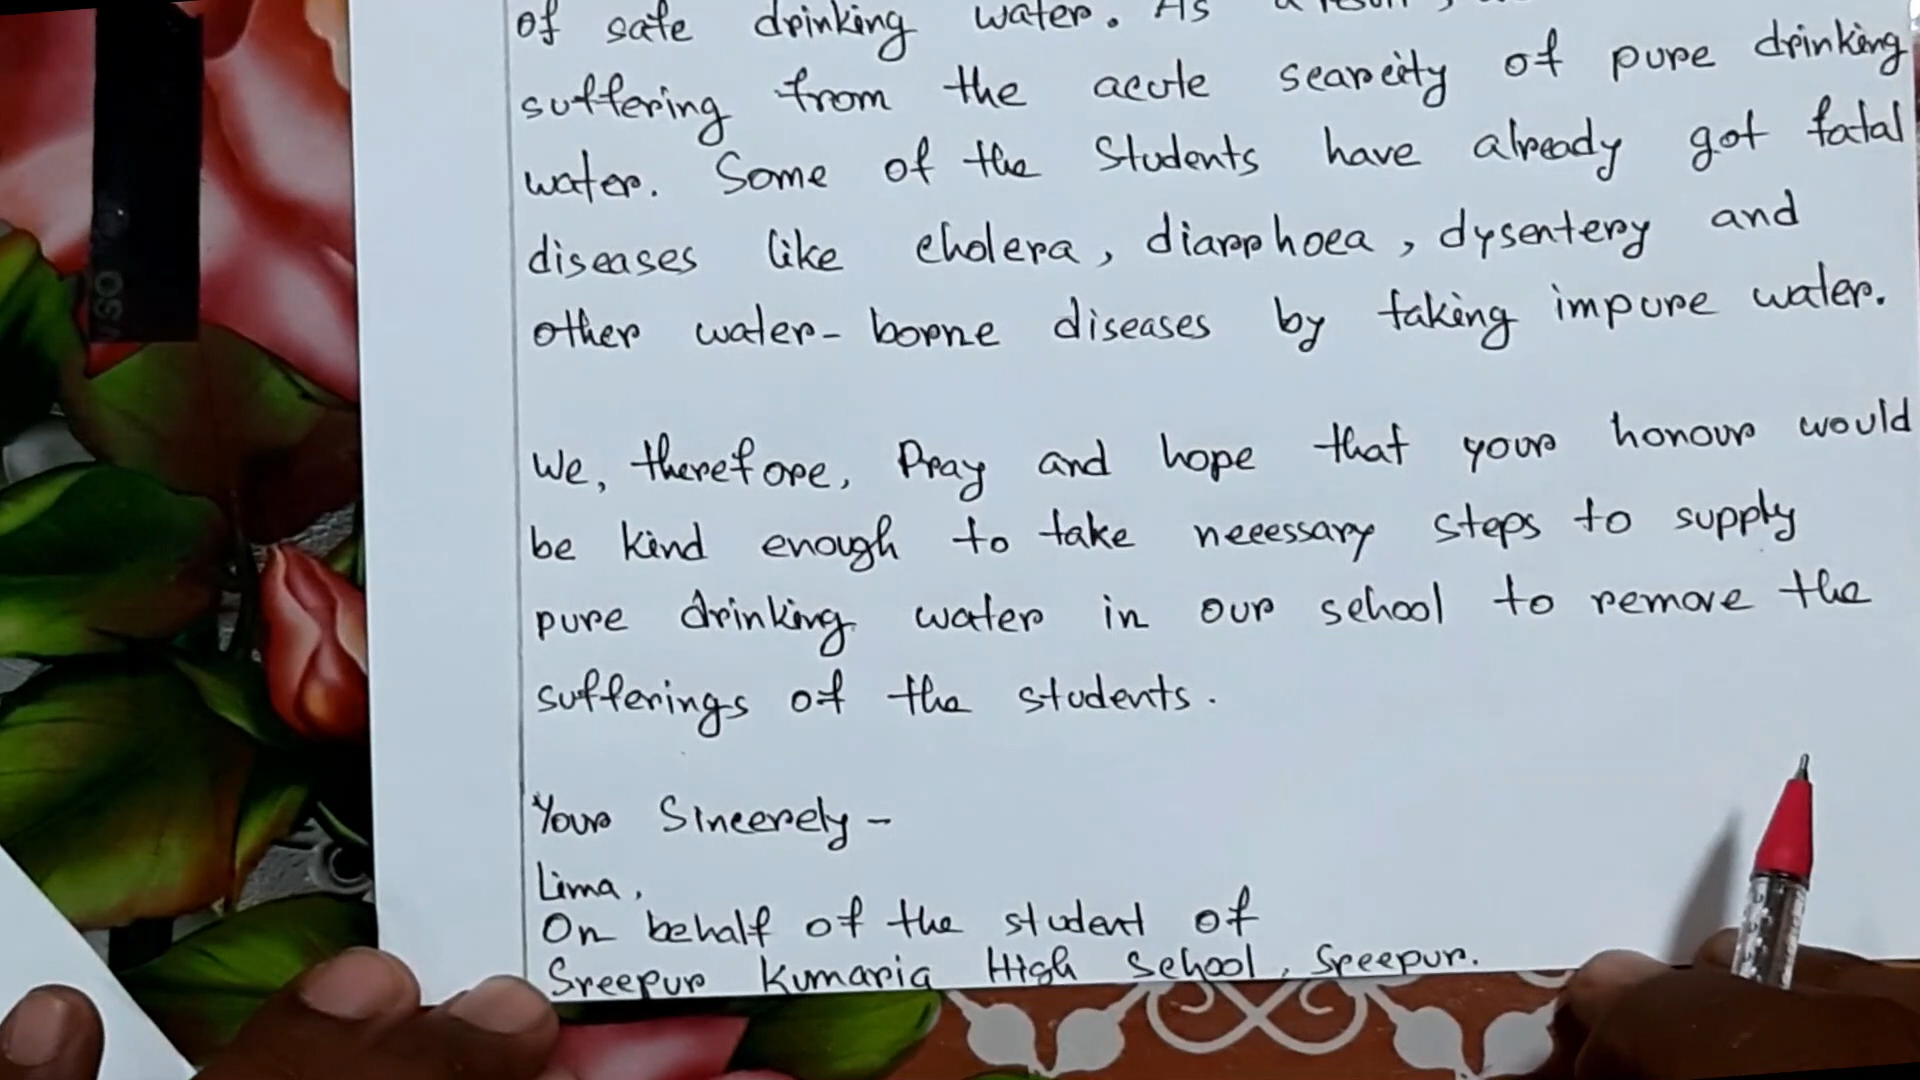 of safe drinking water. As a result,
suffering from the acute scarcity of pure drinking
water. Some of the Students have already got fatal
diseases like cholera, diarrhoea, dysentery and
other water-borne diseases by taking impure water.
We, therefore, Pray and hope that your honour would
be kind enough to take necessary steps to supply
pure drinking water in our school to remove the
sufferings of the students.
Your Sincerely-
Lima,
On behalf of the student of
Sreepur Kumaria High School, Sreepur.